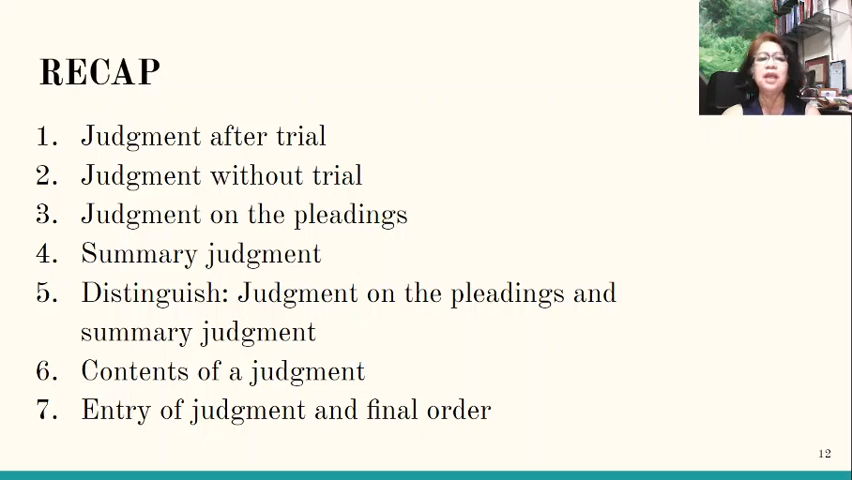 RECAP
1. Judgment after trial
2. Judgment without trial
3. Judgment on the pleadings
4. Summary judgment
5. Distinguish: Judgment on the pleadings and
summary judgment
6. Contents of a judgment
7. Entry of judgment and final order
12